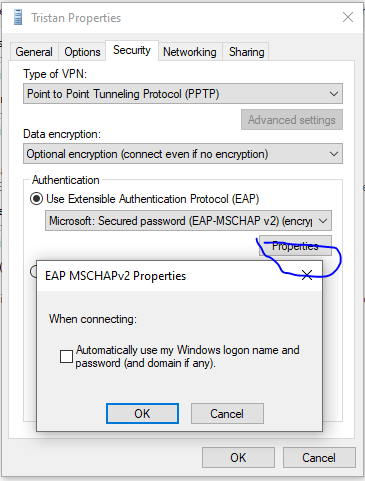 Tristan Properties
General
Options
Security
Networking
Sharing
Type of VPN:
Point to Point Tunneling Protocol (PPTP)
Advanced settings
Data encryption:
Optional encryption (connect even if no encryption)
Authentication
Use Extensible Authentication Protocol (EAP)
Microsoft: Secured password (EAP-MSCHAP v2) (encryp
Properties
EAP MSCHAPv2 Properties
When connecting:
Automatically use my Windows logon name and
password (and domain if any).
OK
Cancel
OK
Cancel